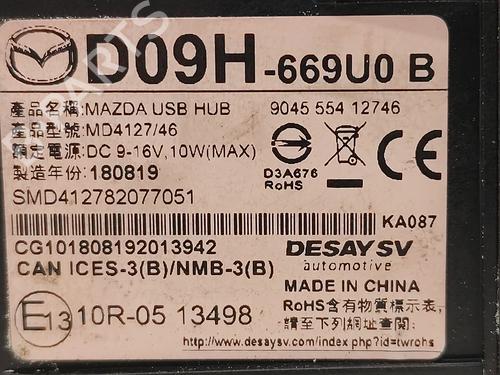 D09H-669U0 B
產品名稱:MAZDA USB HUB
9045 554 12746
產品型號:MD4127/46
額定電源:DC 9-16V,10W(MAX)
製造年份:180819
D3A676
RoHS
CE
SMD412782077051
KA087
CG101808192013942
DESAY SV
automotive
CAN ICES-3(B)/NMB-3(B)
MADE IN CHINA
RoHS含有物質標示表,
請至下列網址查閱:
E13 10R-05 13498
http://www.desaysv.com/index.php?id=twrohs